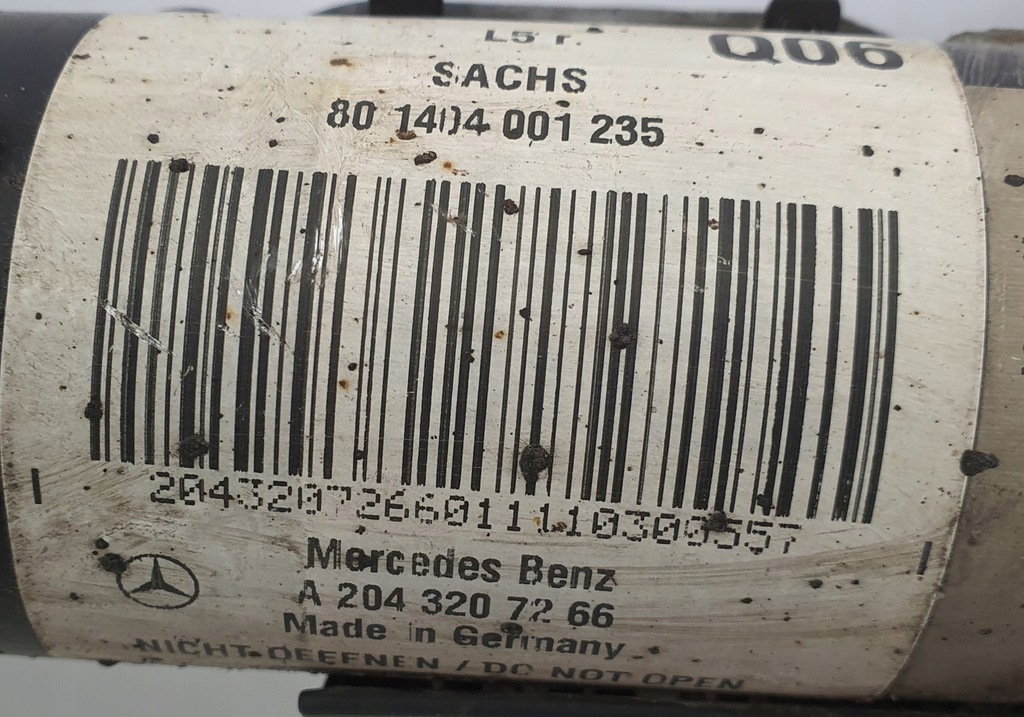 L5 r.
Q06
SACHS
80 1404 001 235
2043207266011110300557
Mercedes Benz
A 204 320 72 66
Made in Germany
NICHT OEFFNEN / DO NOT OPEN